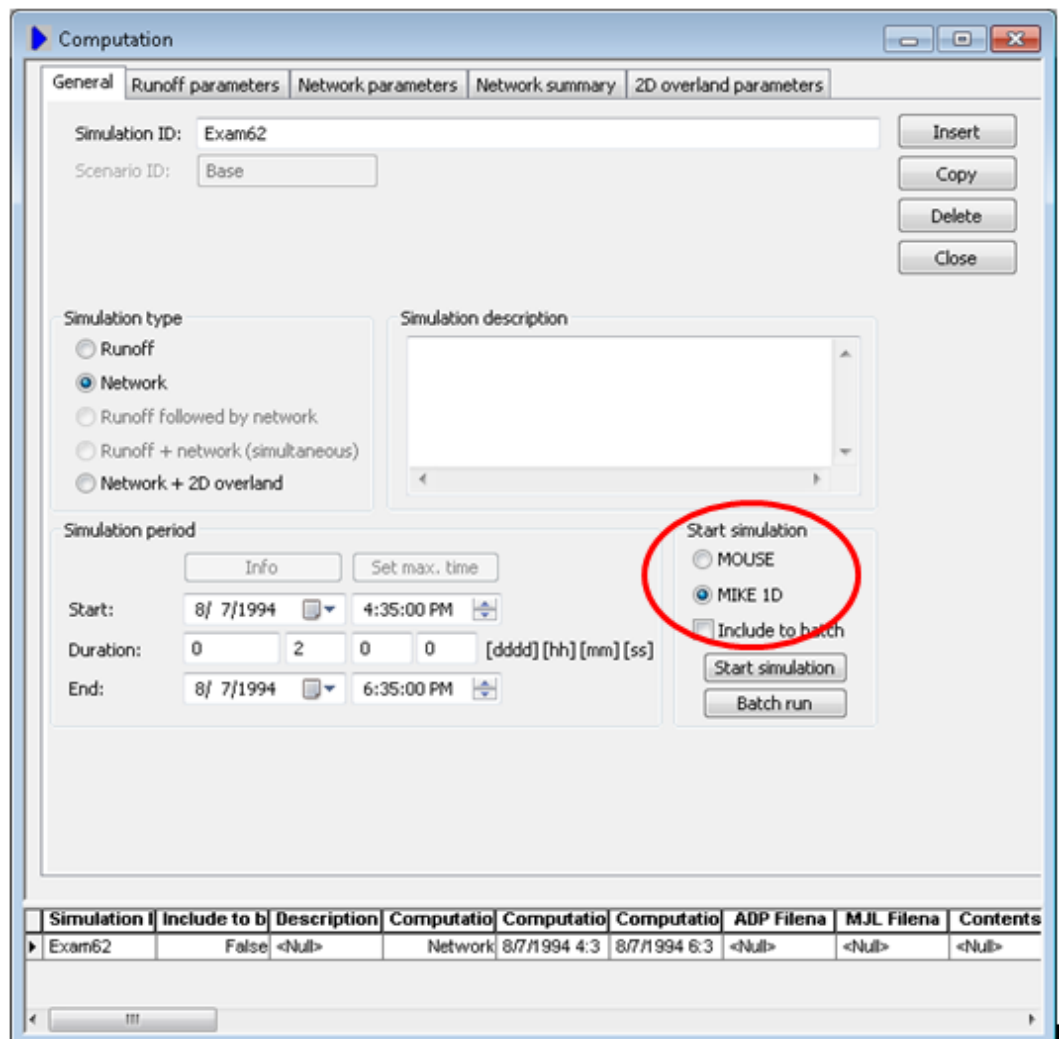 Computation
General Runoff parameters Network parameters Network summary 2D overland parameters
Simulation ID: Exam62 Insert
Scenario ID: Base Copy
Delete
Close
Simulation type Simulation description
Runoff
Network
Runoff followed by network
Runoff + network (simultaneous)
Network + 2D overland
Simulation period Start simulation
Info Set max. time MOUSE
MIKE 1D
Start: 8/ 7/1994 4:35:00 PM
Include to batch
Duration: 0 2 0 0 [dddd] [hh] [mm] [ss]
Start simulation
End: 8/ 7/1994 6:35:00 PM
Batch run
Simulation I Include to b Description Computatio Computatio Computatio ADP Filena MJL Filena Contents
Exam62 False <Null> Network 8/7/1994 4:3 8/7/1994 6:3 <Null> <Null> <Null>